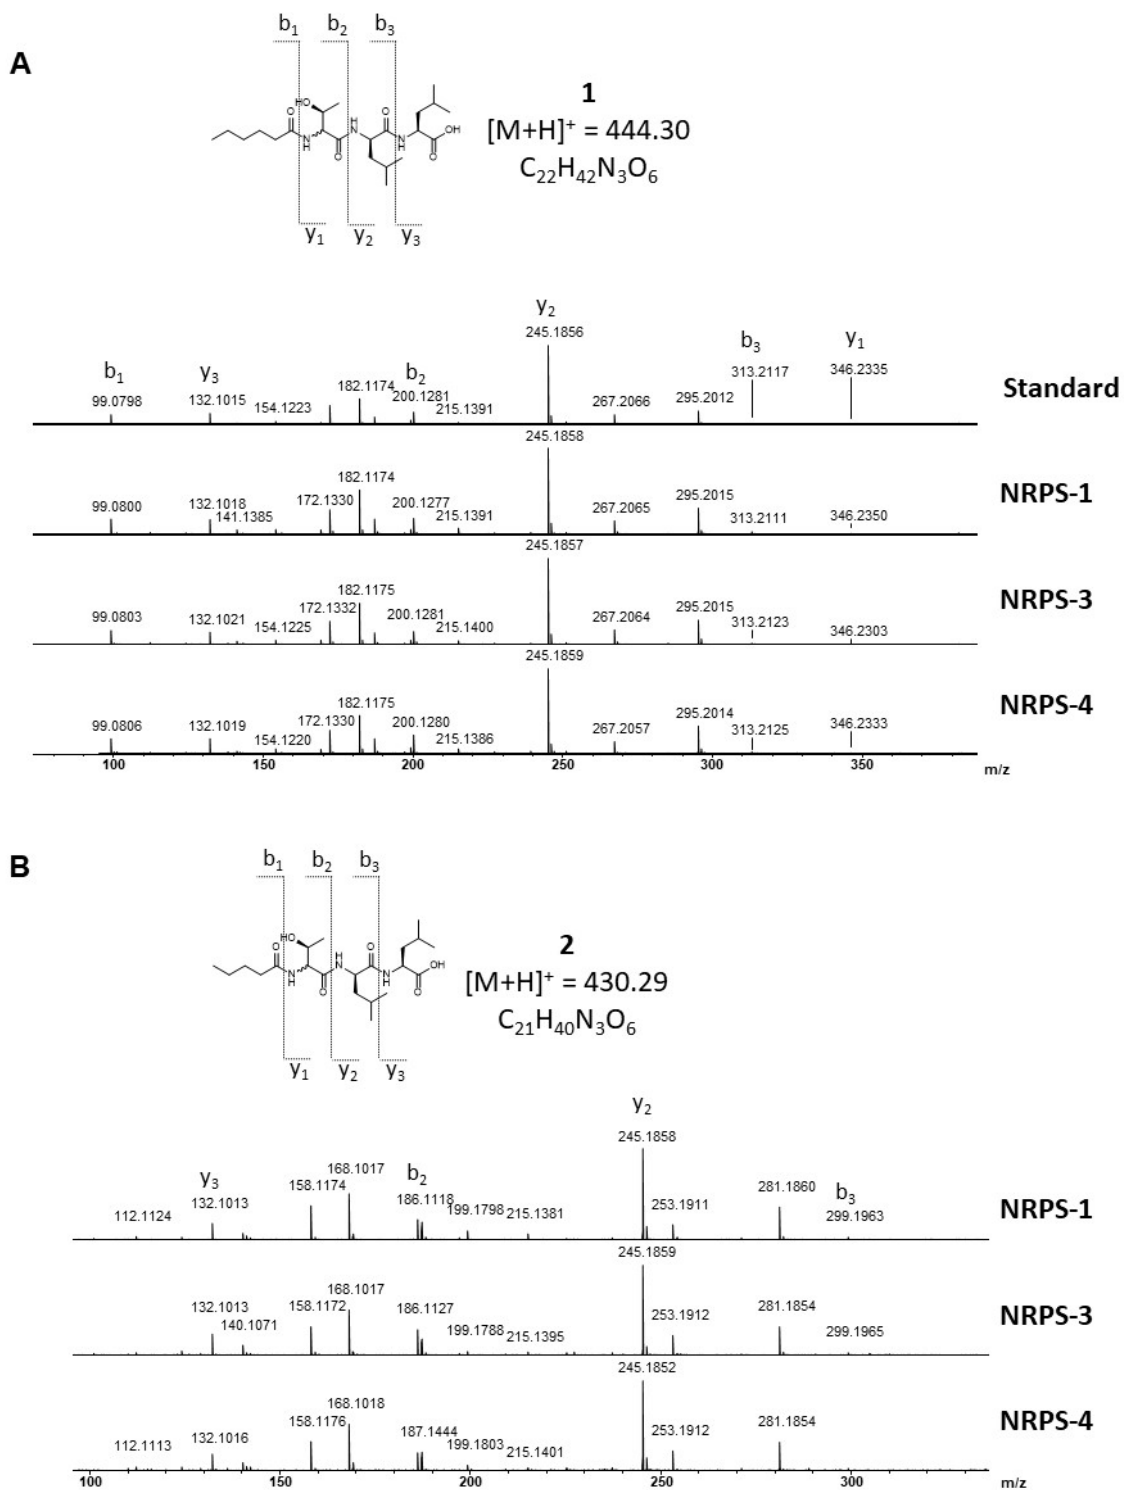 A
b₁ b₂ b₃
HO O H N O OH
N H O N H O
y₁ y₂ y₃
1
[M+H]⁺ = 444.30
C₂₂H₄₂N₃O₆
b₁ y₃ b₂ y₂ b₃ y₁
99.0798 132.1015 154.1223 182.1174 200.1281 215.1391 245.1856 267.2066 295.2012 313.2117 346.2335
Standard
99.0800 132.1018 141.1385 172.1330 182.1174 200.1277 215.1391 245.1858 267.2065 295.2015 313.2111 346.2350
NRPS-1
99.0803 132.1021 154.1225 172.1332 182.1175 200.1281 215.1400 245.1857 267.2064 295.2015 313.2123 346.2303
NRPS-3
99.0806 132.1019 154.1220 172.1330 182.1175 200.1280 215.1386 245.1859 267.2057 295.2014 313.2125 346.2333
NRPS-4
100 150 200 250 300 350 m/z
B
b₁ b₂ b₃
HO O H N O OH
N H O N H O
y₁ y₂ y₃
2
[M+H]⁺ = 430.29
C₂₁H₄₀N₃O₆
y₃ b₂ y₂ b₃
112.1124 132.1013 158.1174 168.1017 186.1118 199.1798 215.1381 245.1858 253.1911 281.1860 299.1963
NRPS-1
132.1013 140.1071 158.1172 168.1017 186.1127 199.1788 215.1395 245.1859 253.1912 281.1854 299.1965
NRPS-3
112.1113 132.1016 158.1176 168.1018 187.1444 199.1803 215.1401 245.1852 253.1912 281.1854
NRPS-4
100 150 200 250 300 m/z